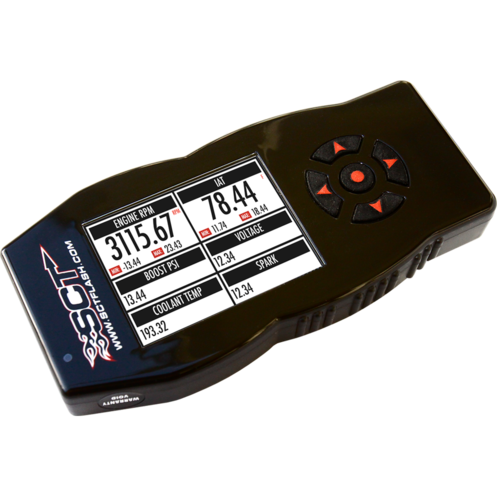 ENGINE RPM
3115.67 RPM
MIN -13.44 MAX 23.43
IAT
78.44
MIN 11.74 MAX 18.44
BOOST PSI
13.44
VOLTAGE
12.34
COOLANT TEMP
193.32
SPARK
12.34
SCT
WWW.SCTFLASH.COM
WARRANTY
VOID